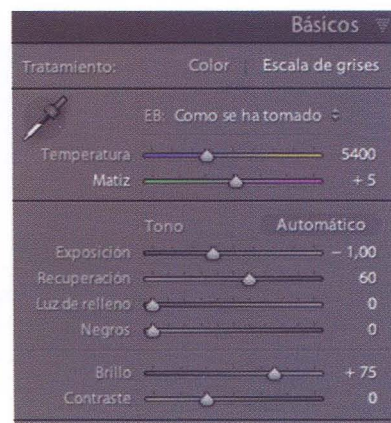 Básicos
Tratamiento: Color Escala de grises
EB: Como se ha tomado
Temperatura 5400
Matiz + 5
Tono Automático
Exposición – 1,00
Recuperación 60
Luz de relleno 0
Negros 0
Brillo + 75
Contraste 0